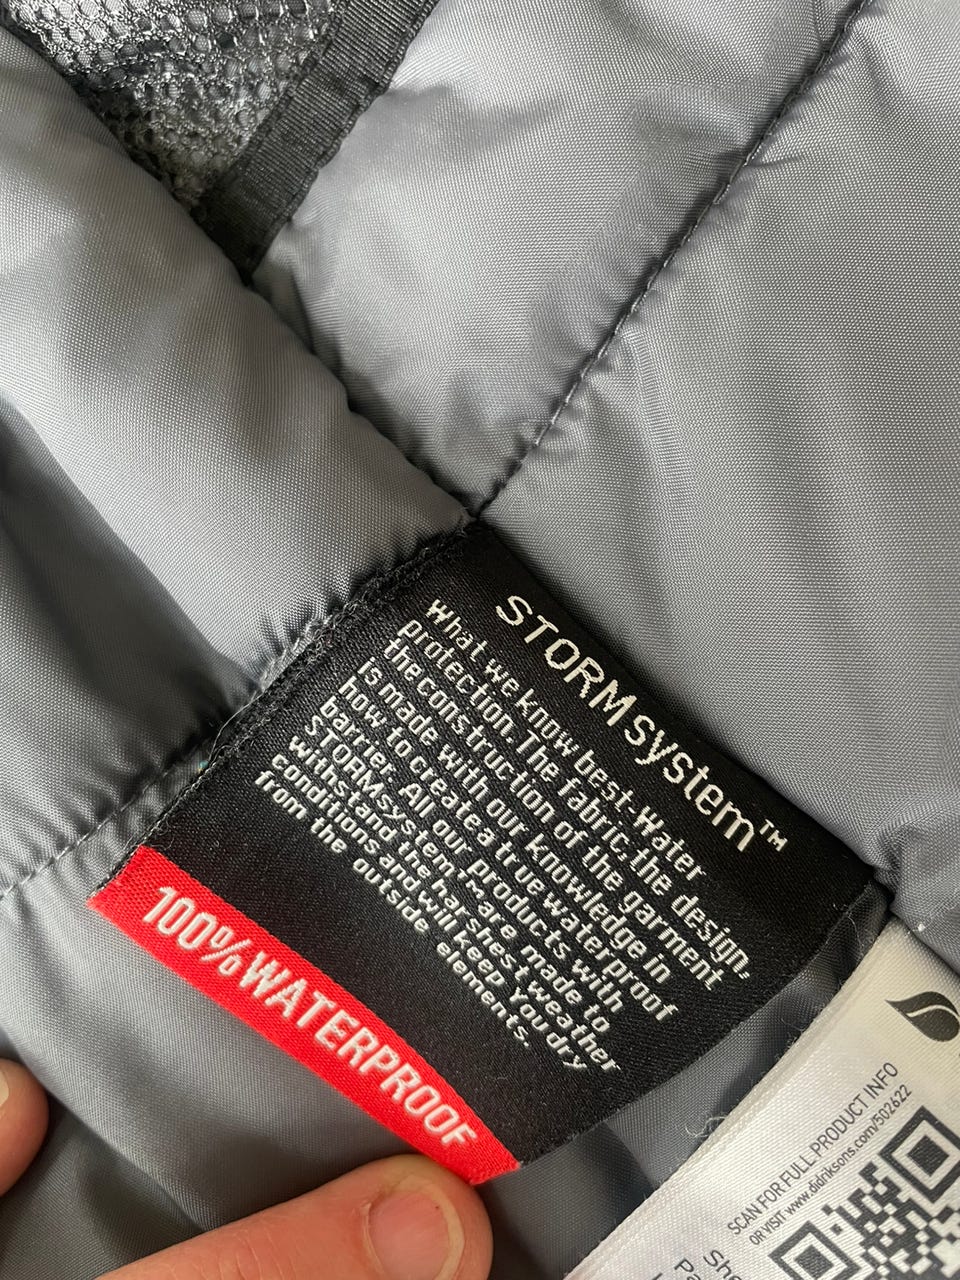 STORMsystem™
What we know best-Water
protection. The fabric, the design,
the construction of the garment
is made with our knowledge in
how to create a true waterproof
barrier. All our products with
STORMsystem™ are made to
withstand the harshest weather
conditions and will keep you dry
from the outside elements.
100% WATERPROOF
SCAN FOR FULL PRODUCT INFO
OR VISIT www.didriksons.com/502622